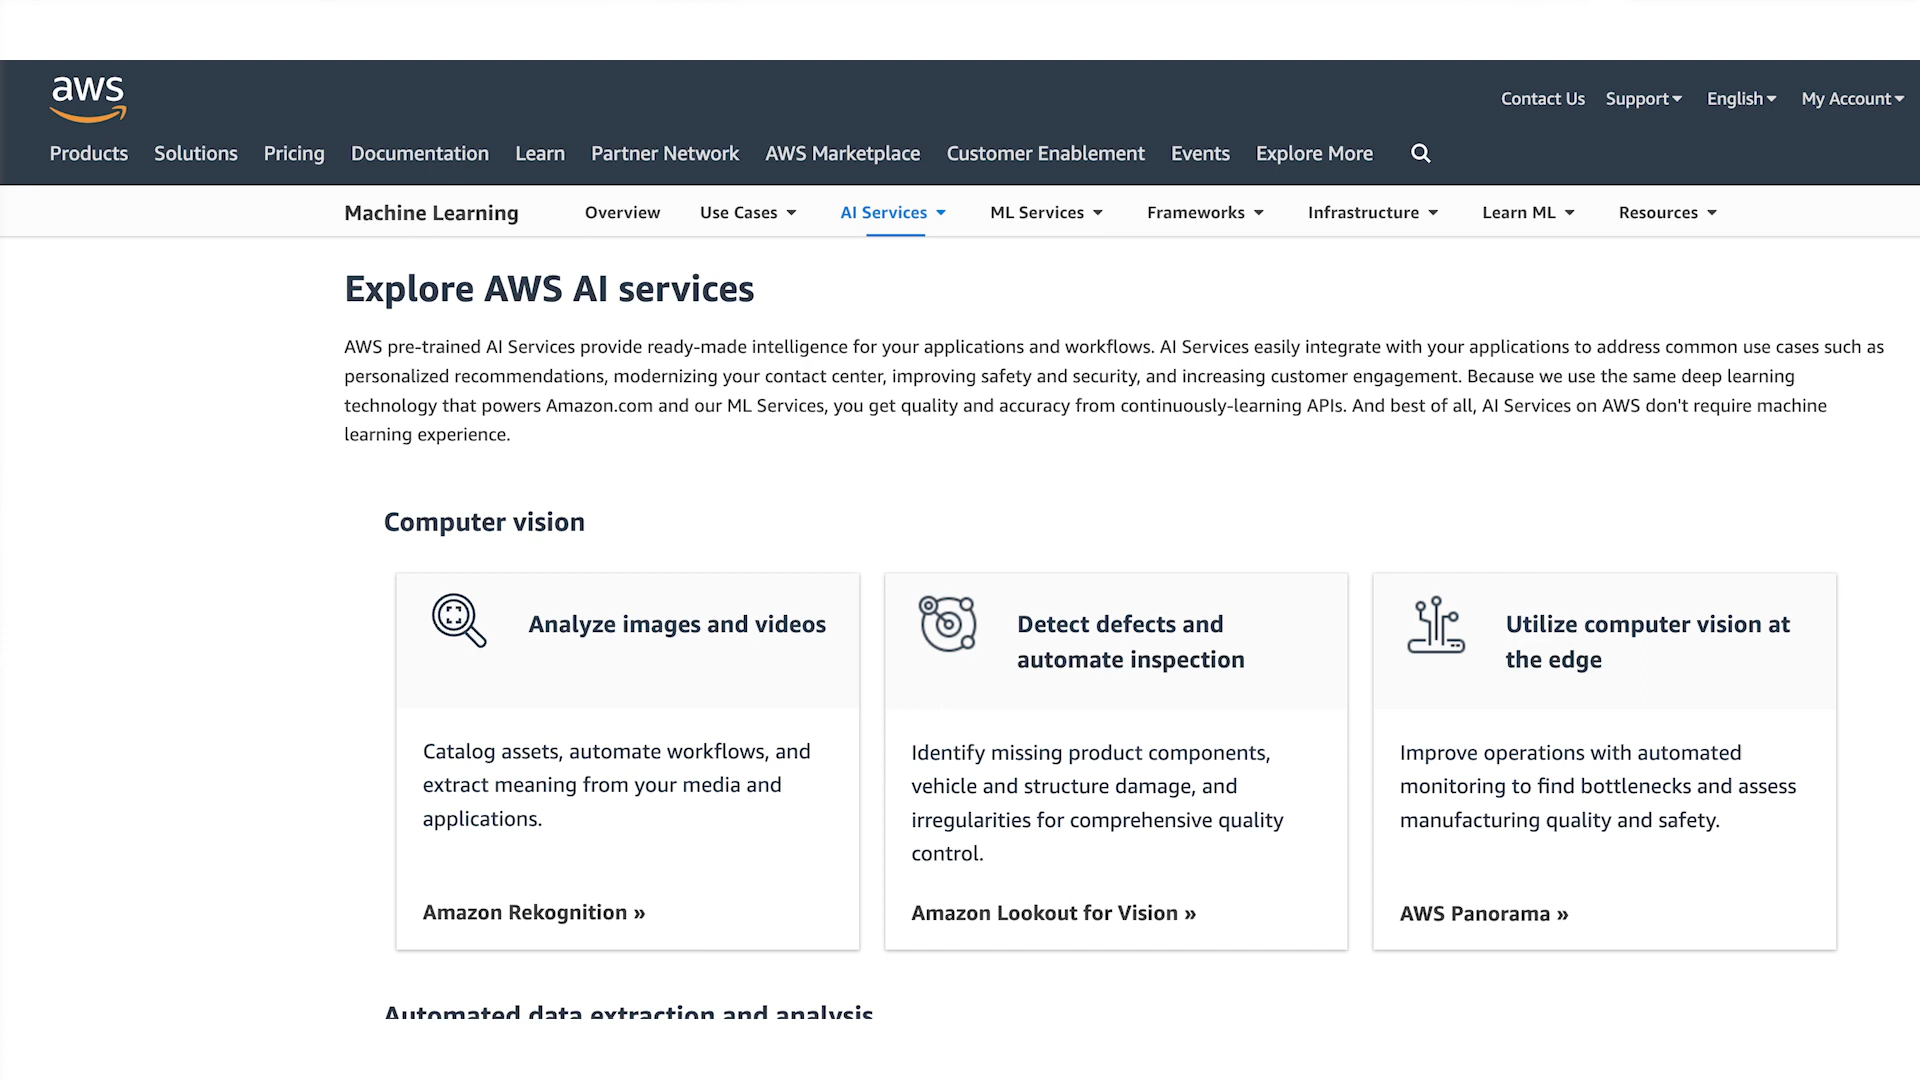 aws
Contact Us Support English My Account
Products Solutions Pricing Documentation Learn Partner Network AWS Marketplace Customer Enablement Events Explore More
Machine Learning Overview Use Cases AI Services ML Services Frameworks Infrastructure Learn ML Resources
Explore AWS AI services
AWS pre-trained AI Services provide ready-made intelligence for your applications and workflows. AI Services easily integrate with your applications to address common use cases such as
personalized recommendations, modernizing your contact center, improving safety and security, and increasing customer engagement. Because we use the same deep learning
technology that powers Amazon.com and our ML Services, you get quality and accuracy from continuously-learning APIs. And best of all, AI Services on AWS don't require machine
learning experience.
Computer vision
Analyze images and videos
Catalog assets, automate workflows, and
extract meaning from your media and
applications.
Amazon Rekognition »
Detect defects and
automate inspection
Identify missing product components,
vehicle and structure damage, and
irregularities for comprehensive quality
control.
Amazon Lookout for Vision »
Utilize computer vision at
the edge
Improve operations with automated
monitoring to find bottlenecks and assess
manufacturing quality and safety.
AWS Panorama »
Automated data extraction and analysis